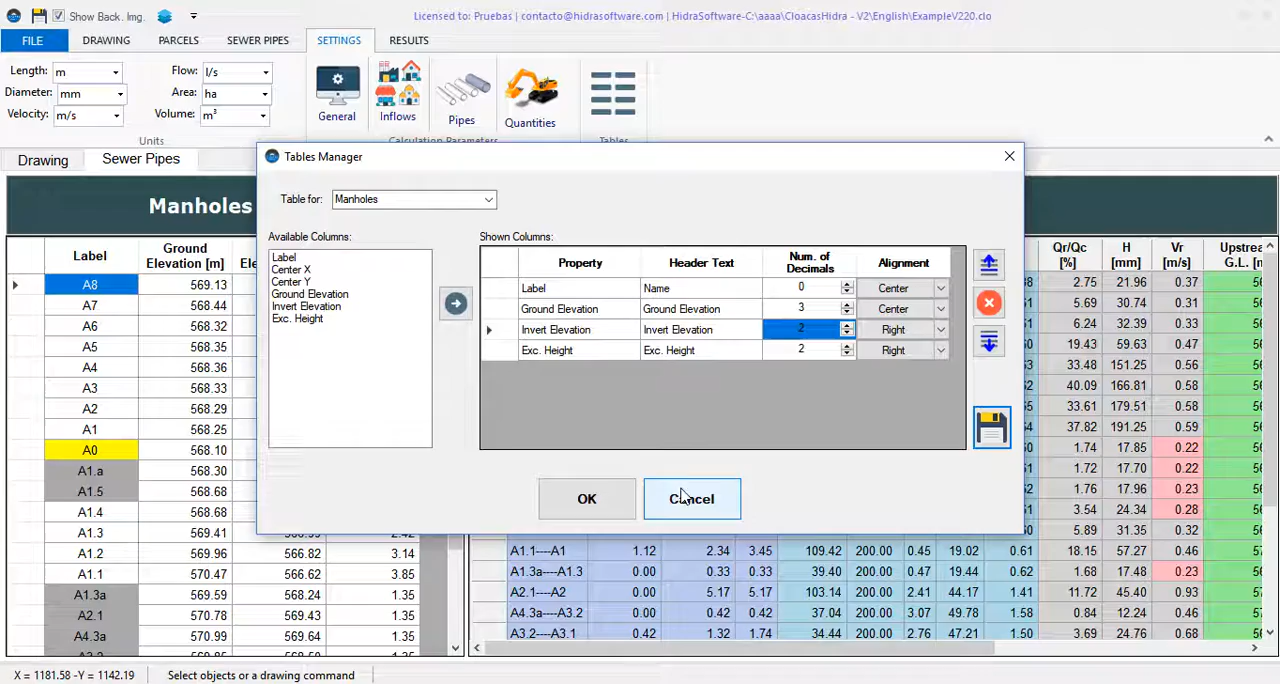 Show Back. Img.
Licensed to: Pruebas | contacto@hidrasoftware.com | HidraSoftware-C:\aaaa\CloacasHidra - V2\English\ExampleV220.clo
FILE DRAWING PARCELS SEWER PIPES SETTINGS RESULTS
Length: m Flow: l/s
Diameter: mm Area: ha
Velocity: m/s Volume: m³
General Inflows Pipes Quantities
Units
Drawing Sewer Pipes
Tables Manager
Manholes
Table for: Manholes
Available Columns:
Label
Center X
Center Y
Ground Elevation
Invert Elevation
Exc. Height
Shown Columns:
Property Header Text Num. of Decimals Alignment
Label Name 0 Center
Ground Elevation Ground Elevation 3 Center
Invert Elevation Invert Elevation 2 Right
Exc. Height Exc. Height 2 Right
OK Cancel
Label Ground Elevation [m]
A8 569.13
A7 568.44
A6 568.32
A5 568.35
A4 568.36
A3 568.33
A2 568.29
A1 568.25
A0 568.10
A1.a 568.30
A1.5 568.68
A1.4 568.68
A1.3 569.41
A1.2 569.96 566.82 3.14
A1.1 570.47 566.62 3.85
A1.3a 569.59 568.24 1.35
A2.1 570.78 569.43 1.35
A4.3a 570.99 569.64 1.35
Qr/Qc [%] H [mm] Vr [m/s] Upstream G.L.
2.75 21.96 0.37
5.69 30.74 0.31
6.24 32.39 0.33
19.43 59.63 0.47
33.48 151.25 0.56
40.09 166.81 0.58
33.61 179.51 0.58
37.82 191.25 0.59
1.74 17.85 0.22
1.72 17.70 0.22
1.76 17.96 0.23
3.54 24.34 0.28
5.89 31.35 0.32
A1.1----A1 1.12 2.34 3.45 109.42 200.00 0.45 19.02 0.61 18.15 57.27 0.46
A1.3a----A1.3 0.00 0.33 0.33 39.40 200.00 0.47 19.44 0.62 1.68 17.48 0.23
A2.1----A2 0.00 5.17 5.17 103.14 200.00 2.41 44.17 1.41 11.72 45.40 0.93
A4.3a----A3.2 0.00 0.42 0.42 37.04 200.00 3.07 49.78 1.58 0.84 12.24 0.46
A3.2----A3.1 0.42 1.32 1.74 34.44 200.00 2.76 47.21 1.50 3.69 24.76 0.68
X = 1181.58 -Y = 1142.19 Select objects or a drawing command